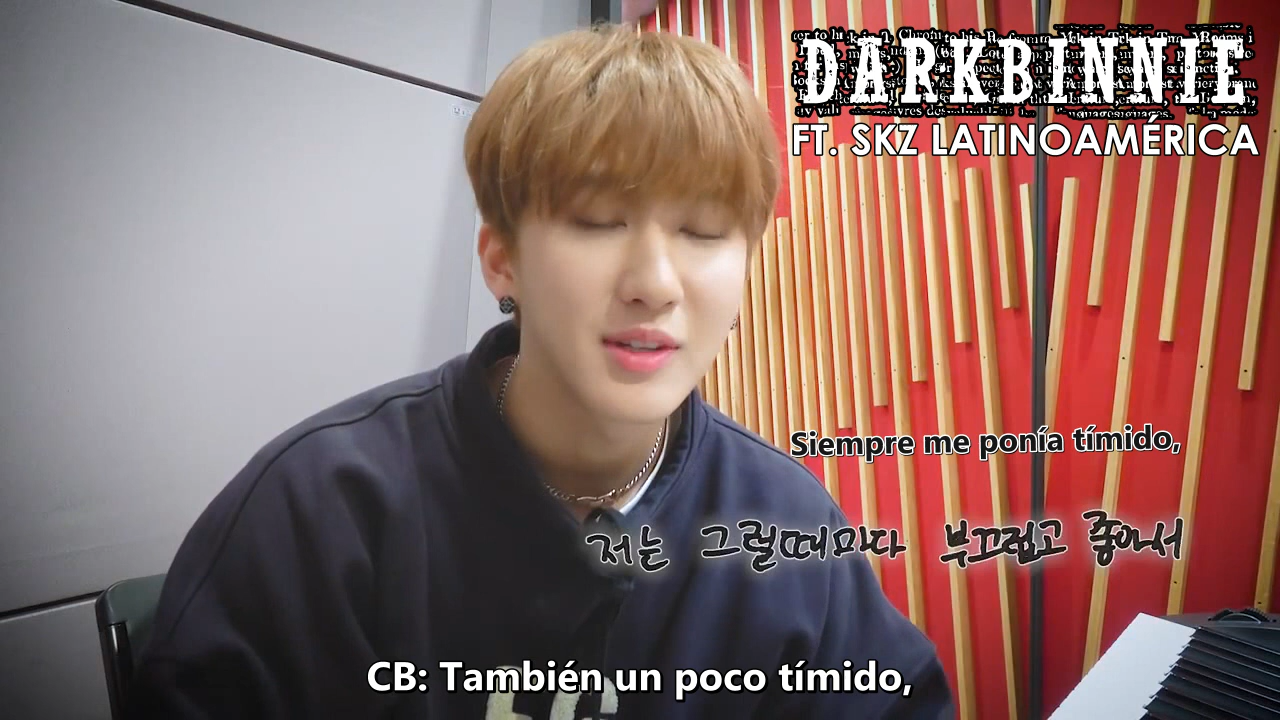 DARKBINNIE
FT. SKZ LATINOAMÉRICA
Siempre me ponía tímido,
저는 그럴때마다 부끄럽고 좋아서
CB: También un poco tímido,